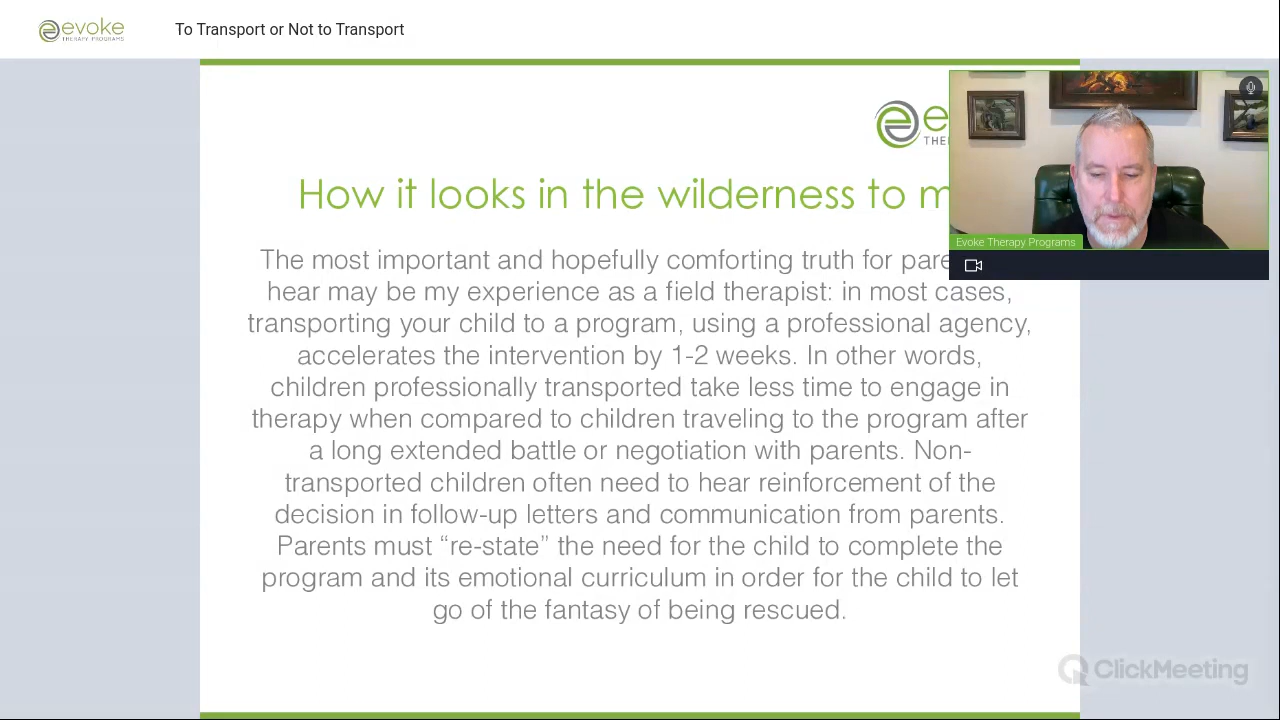 evoke
THERAPY PROGRAMS
To Transport or Not to Transport
e
THE
How it looks in the wilderness to m
Evoke Therapy Programs
The most important and hopefully comforting truth for pare
hear may be my experience as a field therapist: in most cases,
transporting your child to a program, using a professional agency,
accelerates the intervention by 1-2 weeks. In other words,
children professionally transported take less time to engage in
therapy when compared to children traveling to the program after
a long extended battle or negotiation with parents. Non-
transported children often need to hear reinforcement of the
decision in follow-up letters and communication from parents.
Parents must “re-state” the need for the child to complete the
program and its emotional curriculum in order for the child to let
go of the fantasy of being rescued.
ClickMeeting